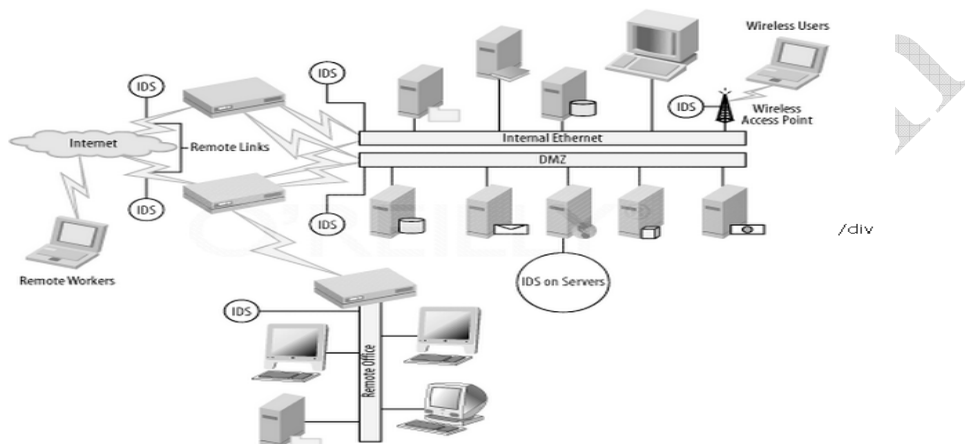 Wireless Users
IDS
IDS
IDS
Wireless
Access Point
Internal Ethernet
Internet
Remote Links
DMZ
IDS
IDS
O'REILLY®
/div
Remote Workers
IDS on Servers
IDS
Remote Office